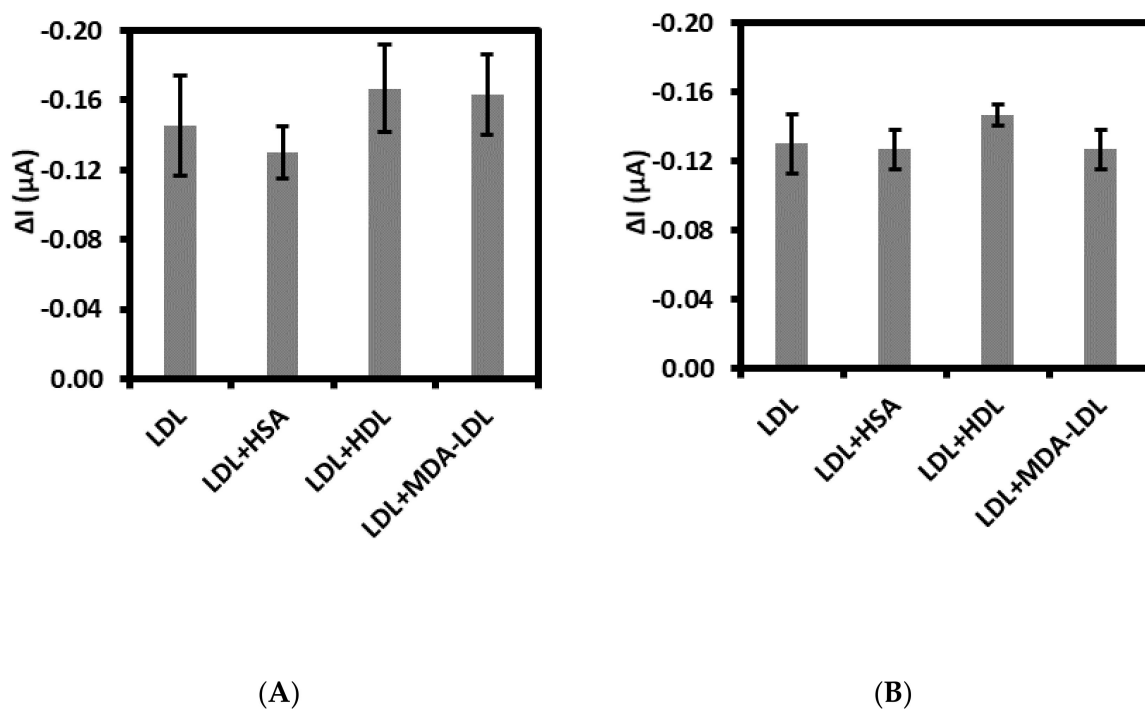 -0.20
-0.16
-0.12
-0.08
-0.04
0.00
ΔI (μA)
LDL
LDL+HSA
LDL+HDL
LDL+MDA-LDL
(A)
-0.20
-0.16
-0.12
-0.08
-0.04
0.00
ΔI (μA)
LDL
LDL+HSA
LDL+HDL
LDL+MDA-LDL
(B)